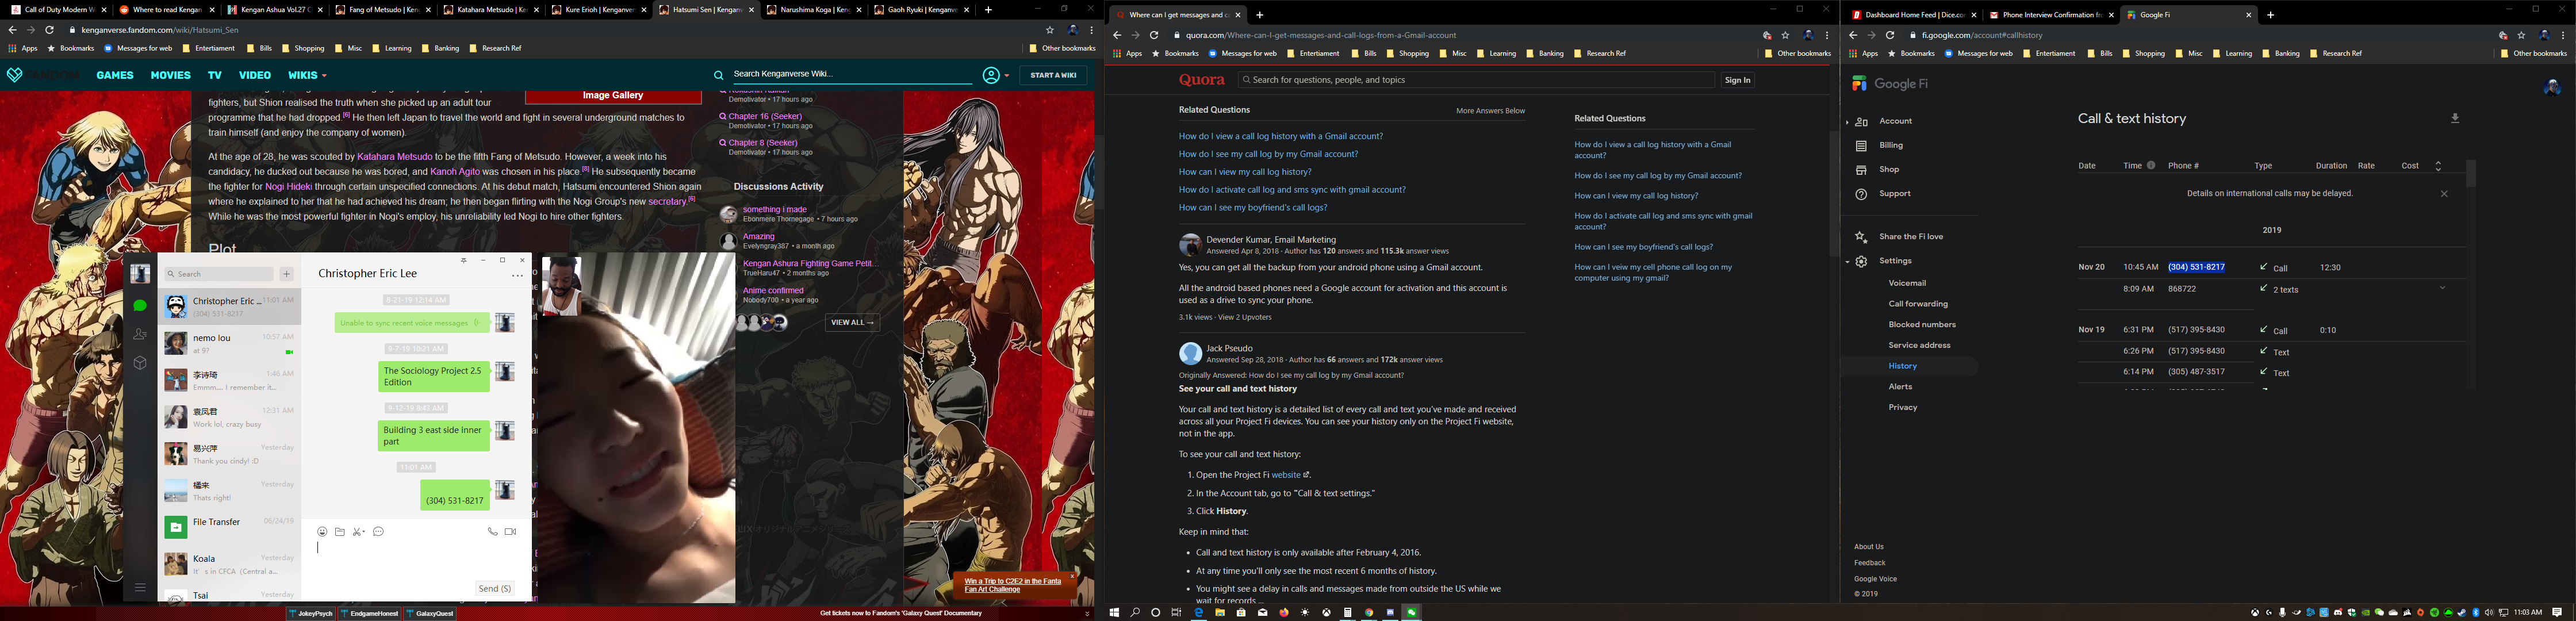 Call of Duty Modern W
Where to read Kengan
Kengan Ashua Vol.27 C
Fang of Metsudo | Ken
Katahara Metsudo | Ke
Kure Erioh | Kenganver
Hatsumi Sen | Kenganv
Narushima Koga | Ken
Gaoh Ryuki | Kenganve
kenganverse.fandom.com/wiki/Hatsumi_Sen
Apps
Bookmarks
Messages for web
Entertiament
Bills
Shopping
Misc
Learning
Banking
Research Ref
Other bookmarks
FANDOM
GAMES
MOVIES
TV
VIDEO
WIKIS
Search Kenganverse Wiki...
START A WIKI
fighters, but Shion realised the truth when she picked up an adult tour
programme that he had dropped.[6] He then left Japan to travel the world and fight in several underground matches to
train himself (and enjoy the company of women).
Image Gallery
At the age of 28, he was scouted by Katahara Metsudo to be the fifth Fang of Metsudo. However, a week into his
candidacy, he ducked out because he was bored, and Kanoh Agito was chosen in his place.[5] He subsequently became
the fighter for Nogi Hideki through certain unspecified connections. At his debut match, Hatsumi encountered Shion again
where he explained to her that he had achieved his dream; he then began flirting with the Nogi Group's new secretary.[6]
While he was the most powerful fighter in Nogi's employ, his unreliability led Nogi to hire other fighters.
Plot
Demotivator • 17 hours ago
Chapter 16 (Seeker)
Demotivator • 17 hours ago
Chapter 8 (Seeker)
Demotivator • 17 hours ago
Discussions Activity
something i made
Ebonmere Thornegage • 7 hours ago
Amazing
Evelyngray387 • a month ago
Kengan Ashura Fighting Game Petit...
TrueHaru47 • 2 months ago
Anime confirmed
Nobody700 • a year ago
VIEW ALL →
Search
Christopher Eric ...
11:01 AM
(304) 531-8217
nemo lou
10:57 AM
at 9?
李诗琦
1:46 AM
Emmm.... I remember it...
袁凤君
12:31 AM
Work lol, crazy busy
易兴萍
Yesterday
Thank you cindy! :D
橘来
Yesterday
Thats right!
File Transfer
06/24/19
Koala
Yesterday
It's in CFCA (Central a...
Tsai
Yesterday
Christopher Eric Lee
8-21-19 12:14 AM
Unable to sync recent voice messages
9-7-19 10:21 AM
The Sociology Project 2.5
Edition
9-12-19 8:43 AM
Building 3 east side inner
part
11:01 AM
(304) 531-8217
Send (S)
Win a Trip to C2E2 in the Fanta
Fan Art Challenge
JokeyPsych
EndgameHonest
GalaxyQuest
Get tickets now to Fandom's 'Galaxy Quest' Documentary
Where can I get messages and ca
quora.com/Where-can-I-get-messages-and-call-logs-from-a-Gmail-account
Apps
Bookmarks
Messages for web
Entertiament
Bills
Shopping
Misc
Learning
Banking
Research Ref
Other bookmarks
Quora
Search for questions, people, and topics
Sign In
Related Questions
More Answers Below
How do I view a call log history with a Gmail account?
How do I see my call log by my Gmail account?
How can I view my call log history?
How do I activate call log and sms sync with gmail account?
How can I see my boyfriend's call logs?
Devender Kumar, Email Marketing
Answered Apr 8, 2018 · Author has 120 answers and 115.3k answer views
Yes, you can get all the backup from your android phone using a Gmail account.
All the android based phones need a Google account for activation and this account is
used as a drive to sync your phone.
3.1k views · View 2 Upvoters
Jack Pseudo
Answered Sep 28, 2018 · Author has 66 answers and 172k answer views
Originally Answered: How do I see my call log by my Gmail account?
See your call and text history
Your call and text history is a detailed list of every call and text you've made and received
across all your Project Fi devices. You can see your history only on the Project Fi website,
not in the app.
To see your call and text history:
1. Open the Project Fi website.
2. In the Account tab, go to "Call & text settings."
3. Click History.
Keep in mind that:
• Call and text history is only available after February 4, 2016.
• At any time you'll only see the most recent 6 months of history.
• You might see a delay in calls and messages made from outside the US while we
wait for records ...
Related Questions
How do I view a call log history with a Gmail
account?
How do I see my call log by my Gmail account?
How can I view my call log history?
How do I activate call log and sms sync with gmail
account?
How can I see my boyfriend's call logs?
How can I veiw my cell phone call log on my
computer using my gmail?
Dashboard Home Feed | Dice.con
Phone Interview Confirmation fr
Google Fi
fi.google.com/account#callhistory
Apps
Bookmarks
Messages for web
Entertiament
Bills
Shopping
Misc
Learning
Banking
Research Ref
Other bookmarks
Google Fi
Account
Billing
Shop
Support
Share the Fi love
Settings
Voicemail
Call forwarding
Blocked numbers
Service address
History
Alerts
Privacy
About Us
Feedback
Google Voice
© 2019
Call & text history
Date Time Phone # Type Duration Rate Cost
Details on international calls may be delayed.
2019
Nov 20 10:45 AM (304) 531-8217 Call 12:30
8:09 AM 868722 2 texts
Nov 19 6:31 PM (517) 395-8430 Call 0:10
6:26 PM (517) 395-8430 Text
6:14 PM (305) 487-3517 Text
11:03 AM